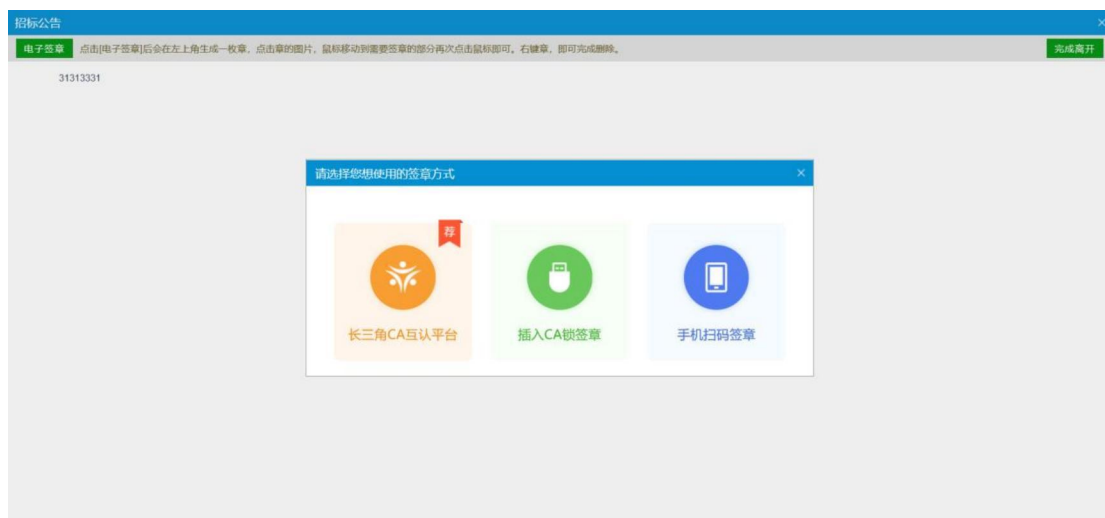 招标公告 ×
电子签章 点击[电子签章]后会在左上角生成一枚章，点击章的图片，鼠标移动到需要签章的部分再次点击鼠标即可。右键章，即可完成删除。 完成离开
31313331
请选择您想使用的签章方式 ×
荐
长三角CA互认平台 插入CA锁签章 手机扫码签章